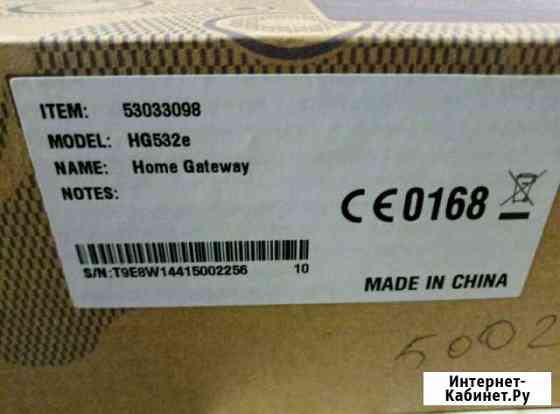 ITEM: 53033098
MODEL: HG532e
NAME: Home Gateway
NOTES:
CE0168
S/N:T9E8W14415002256 10
MADE IN CHINA
5002
Интернет-
Кабинет.Ру